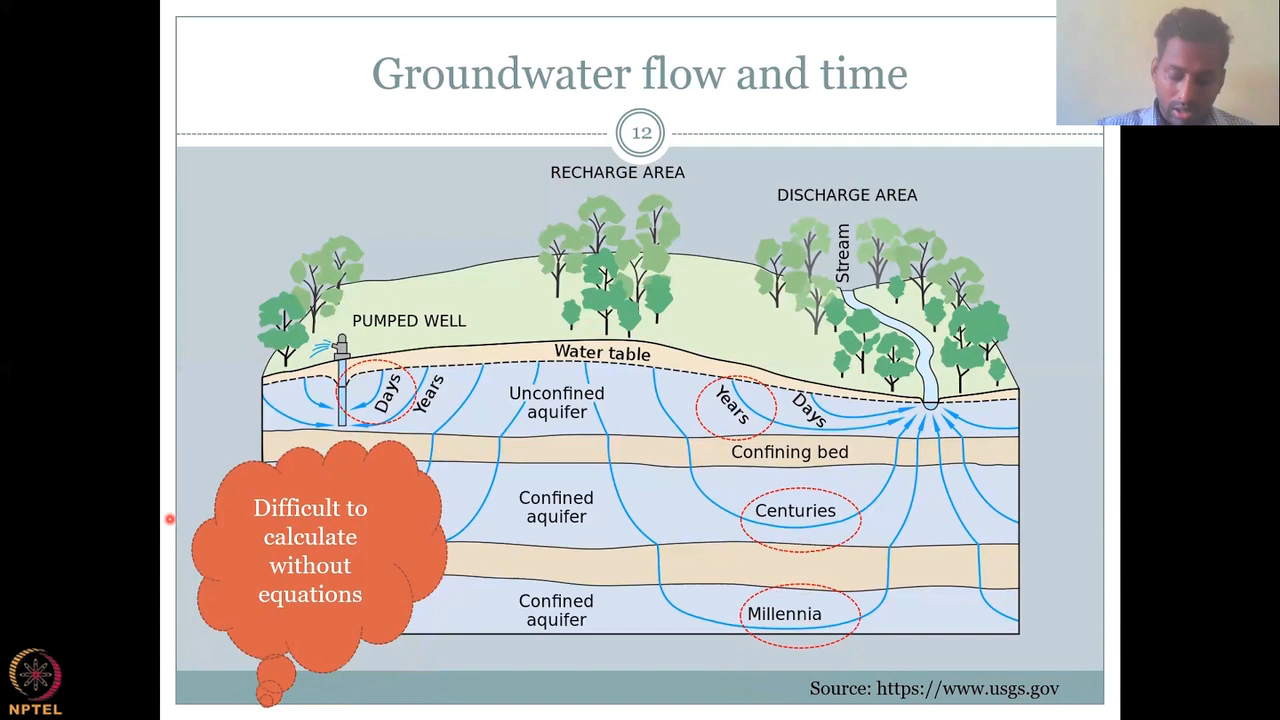 Groundwater flow and time
12
RECHARGE AREA
DISCHARGE AREA
Stream
PUMPED WELL
Water table
Days
Years
Unconfined
aquifer
Years
Days
Confining bed
Confined
aquifer
Centuries
Difficult to
calculate
without
equations
Confined
aquifer
Millennia
Source: https://www.usgs.gov
NPTEL